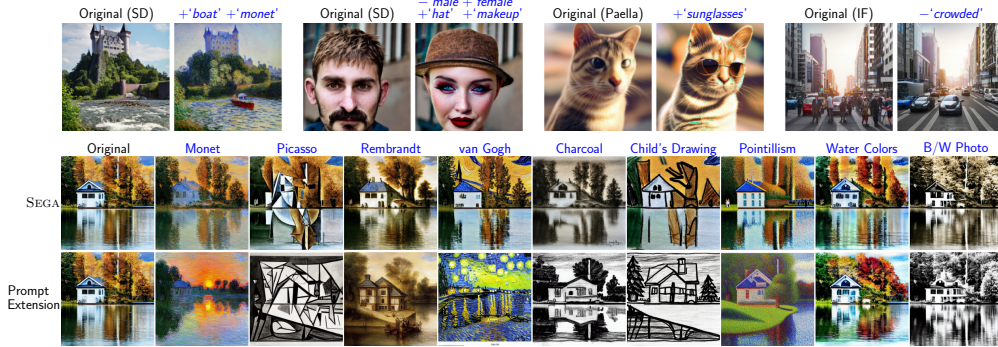 − 'male' + 'female'
Original (SD) +'boat' +'monet' Original (SD) +'hat' +'makeup' Original (Paella) +'sunglasses' Original (IF) −'crowded'
Original Monet Picasso Rembrandt van Gogh Charcoal Child's Drawing Pointillism Water Colors B/W Photo
SEGA
Prompt
Extension